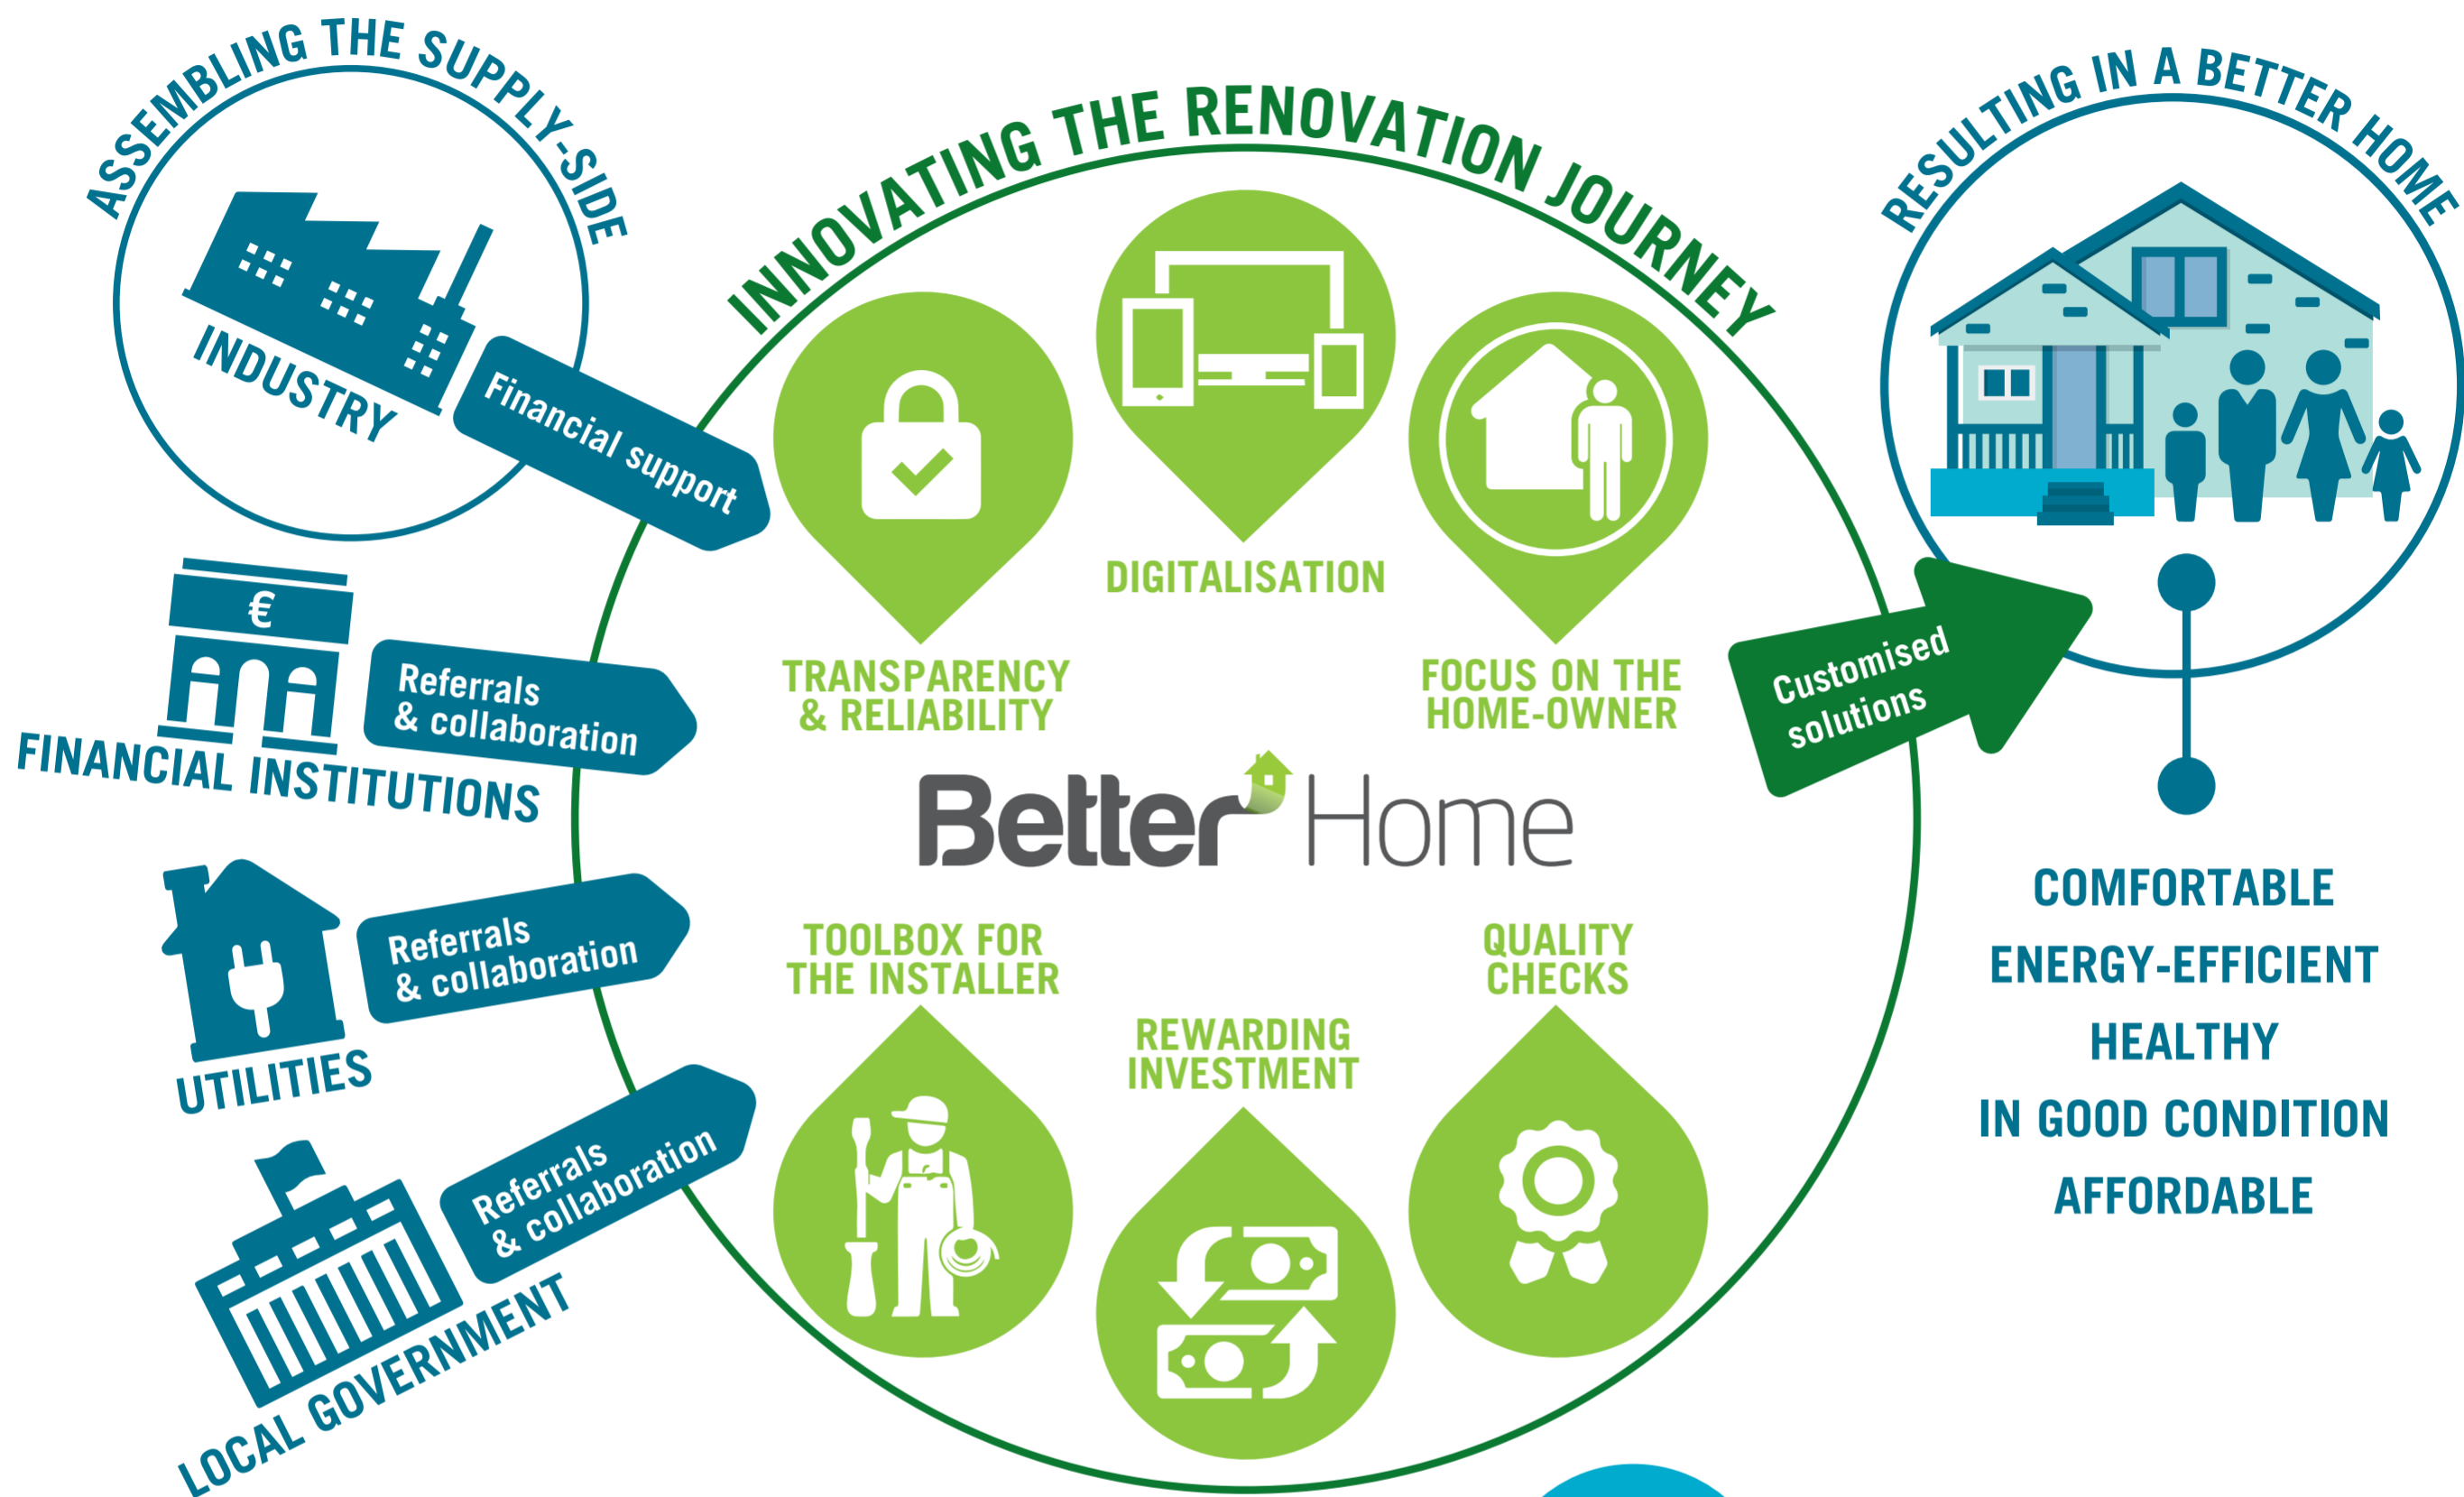 ASSEMBLING THE SUPPLY-SIDE
INDUSTRY
Financial support
€
FINANCIAL INSTITUTIONS
Referrals
& collaboration
UTILITIES
Referrals
& collaboration
LOCAL GOVERNMENT
Referrals
& collaboration
INNOVATING THE RENOVATION JOURNEY
TRANSPARENCY
& RELIABILITY
DIGITALISATION
FOCUS ON THE
HOME-OWNER
Better Home
TOOLBOX FOR
THE INSTALLER
REWARDING
INVESTMENT
QUALITY
CHECKS
Customised
solutions
RESULTING IN A BETTER HOME
COMFORTABLE
ENERGY-EFFICIENT
HEALTHY
IN GOOD CONDITION
AFFORDABLE